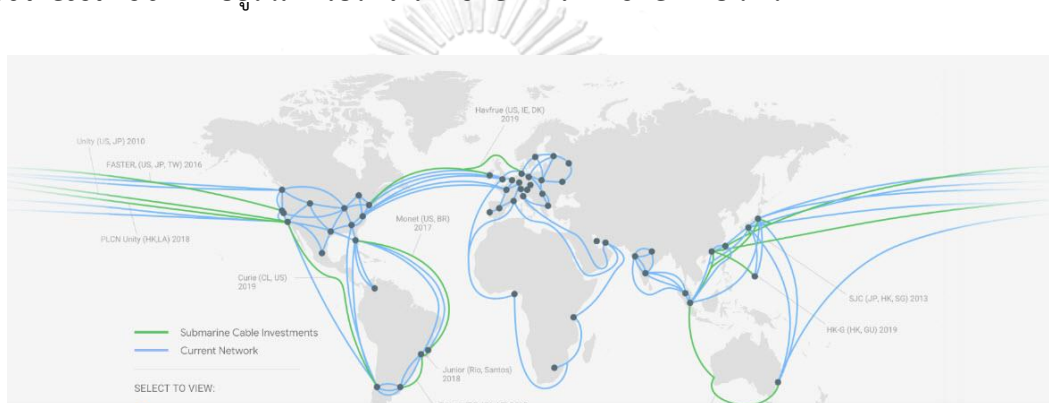 Unity (US, JP) 2010
Havfrue (US, IE, DK)
2019
FASTER, (US, JP, TW) 2016
Monet (US, BR)
2017
PLCN Unity (HK,LA) 2018
Curie (CL, US)
2019
SJC (JP, HK, SG) 2013
HK-G (HK, GU) 2019
Submarine Cable Investments
Current Network
Junior (Rio, Santos)
2018
SELECT TO VIEW: